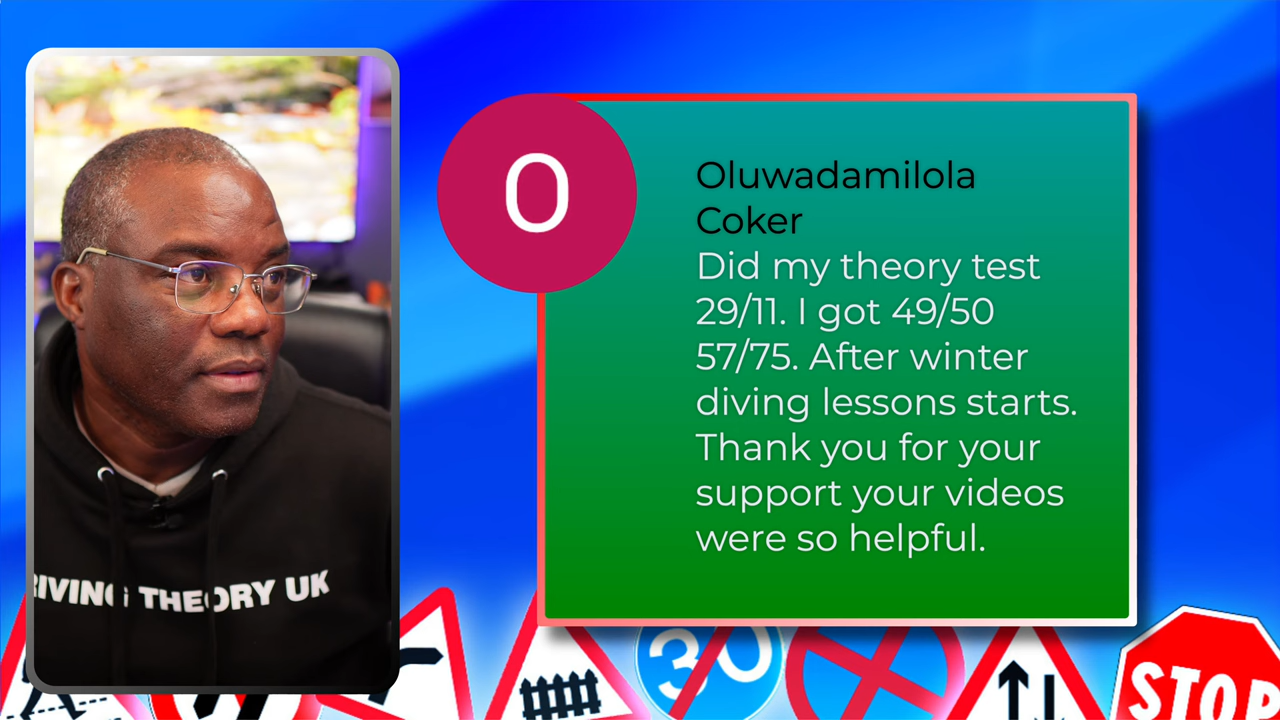 O
Oluwadamilola
Coker
Did my theory test
29/11. I got 49/50
57/75. After winter
diving lessons starts.
Thank you for your
support your videos
were so helpful.
RIVING THEORY UK
30
STOP